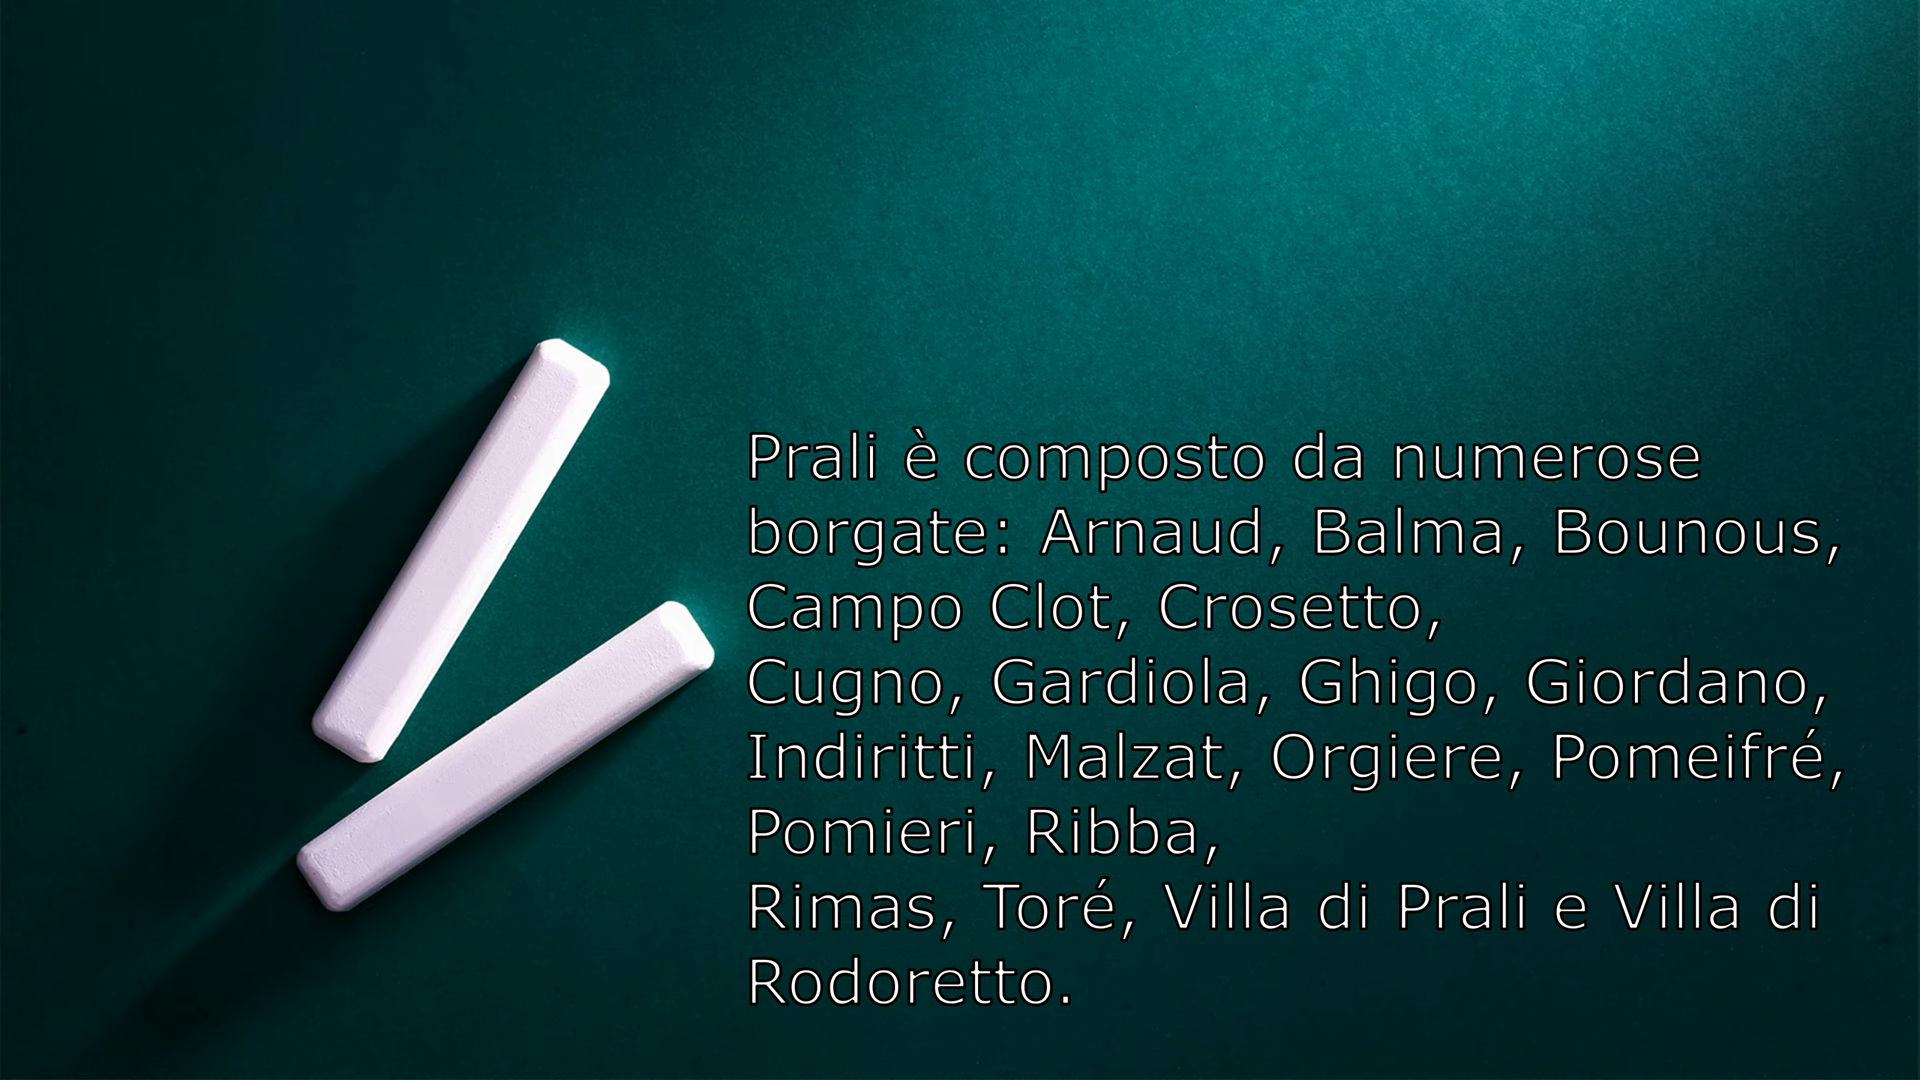 Prali è composto da numerose
borgate: Arnaud, Balma, Bounous,
Campo Clot, Crosetto,
Cugno, Gardiola, Ghigo, Giordano,
Indiritti, Malzat, Orgiere, Pomeifré,
Pomieri, Ribba,
Rimas, Toré, Villa di Prali e Villa di
Rodoretto.